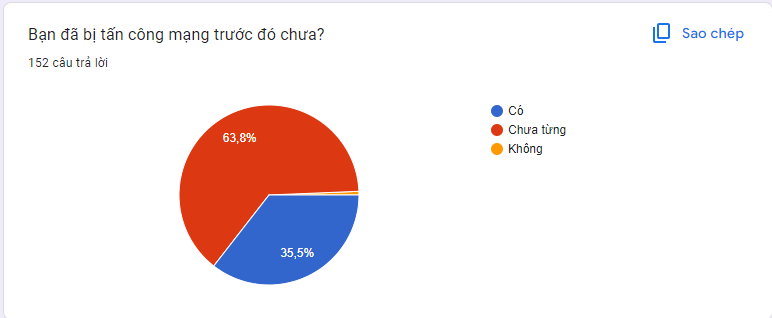 Bạn đã bị tấn công mạng trước đó chưa?
Sao chép
152 câu trả lời
63,8%
35,5%
Có
Chưa từng
Không